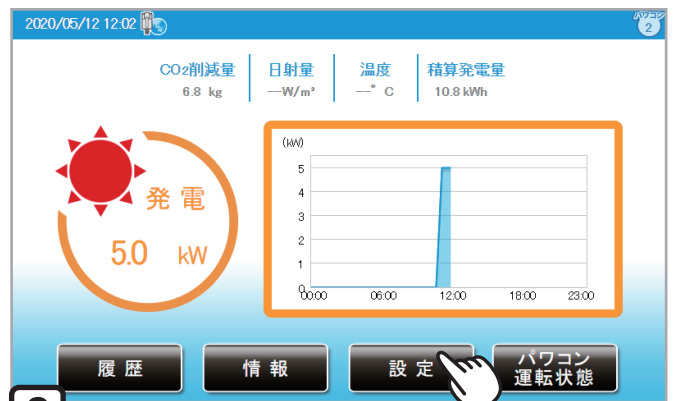 2020/05/12 12:02
パワコン
2
CO2削減量 日射量 温度 積算発電量
6.8 kg --W/m² --°C 10.8 kWh
発電
5.0 kW
(kW)
5
4
3
2
1
0
00:00 06:00 12:00 18:00 23:00
履歴 情報 設定 パワコン
運転状態